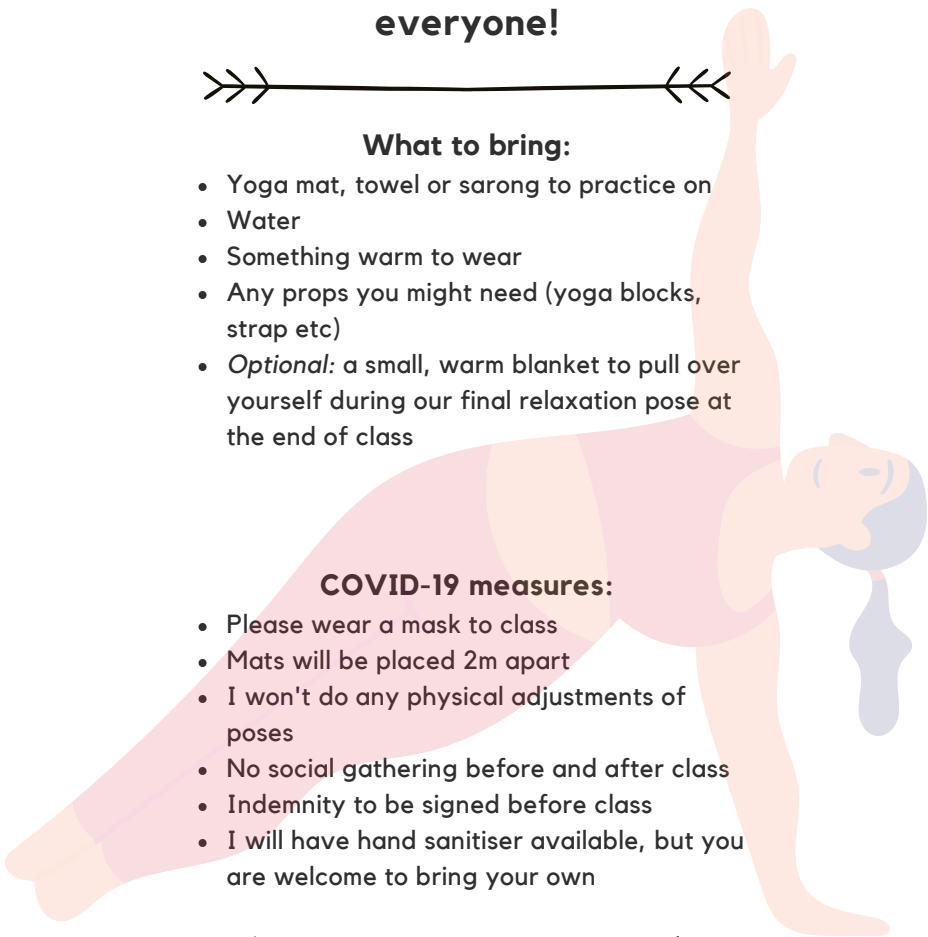 everyone!
What to bring:
• Yoga mat, towel or sarong to practice on
• Water
• Something warm to wear
• Any props you might need (yoga blocks,
strap etc)
• Optional: a small, warm blanket to pull over
yourself during our final relaxation pose at
the end of class
COVID-19 measures:
• Please wear a mask to class
• Mats will be placed 2m apart
• I won't do any physical adjustments of
poses
• No social gathering before and after class
• Indemnity to be signed before class
• I will have hand sanitiser available, but you
are welcome to bring your own